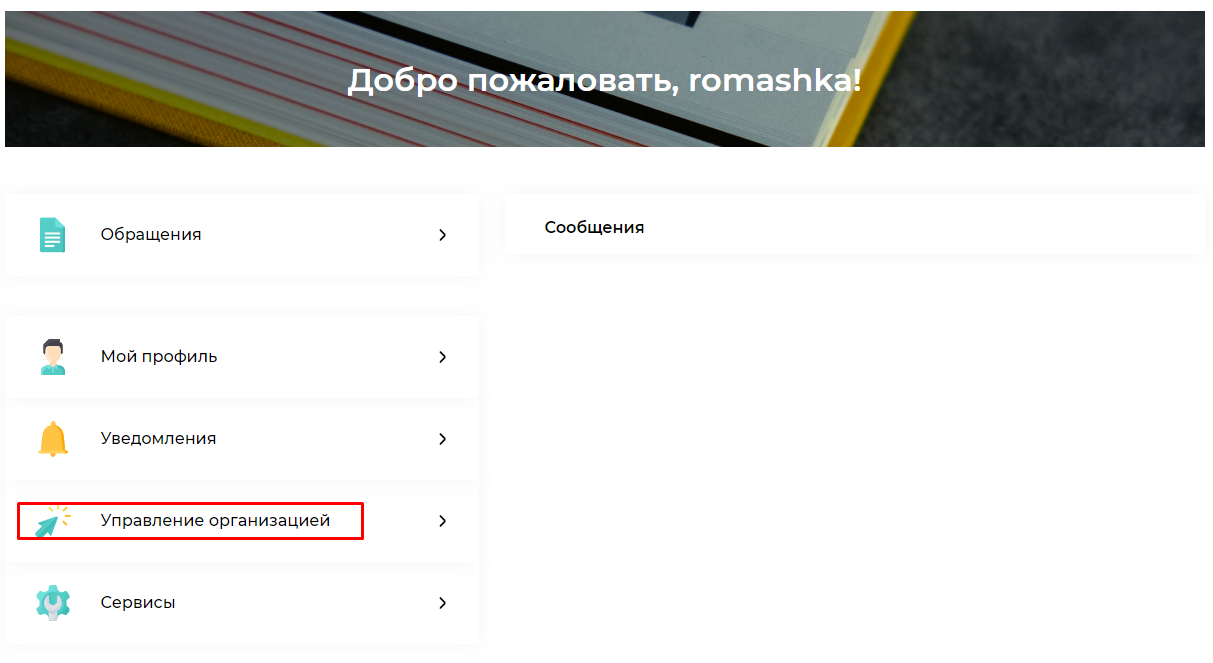 Добро пожаловать, romashka!
Обращения
Сообщения
Мой профиль
Уведомления
Управление организацией
Сервисы